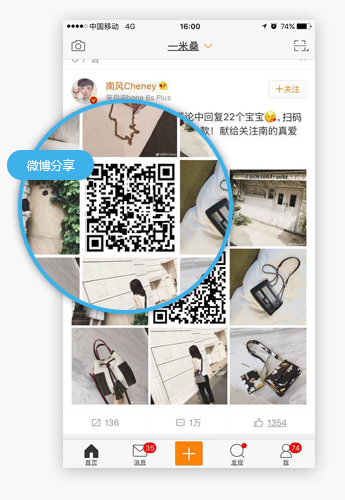 中国移动 4G
16:00
74%
一米桑
南风Cheney
来自iPhone 6s Plus
+关注
论中回复22个宝宝
, 扫码
款！献给关注南的真爱
微博分享
136
1万
1354
首页
消息
35
+
发现
我
74